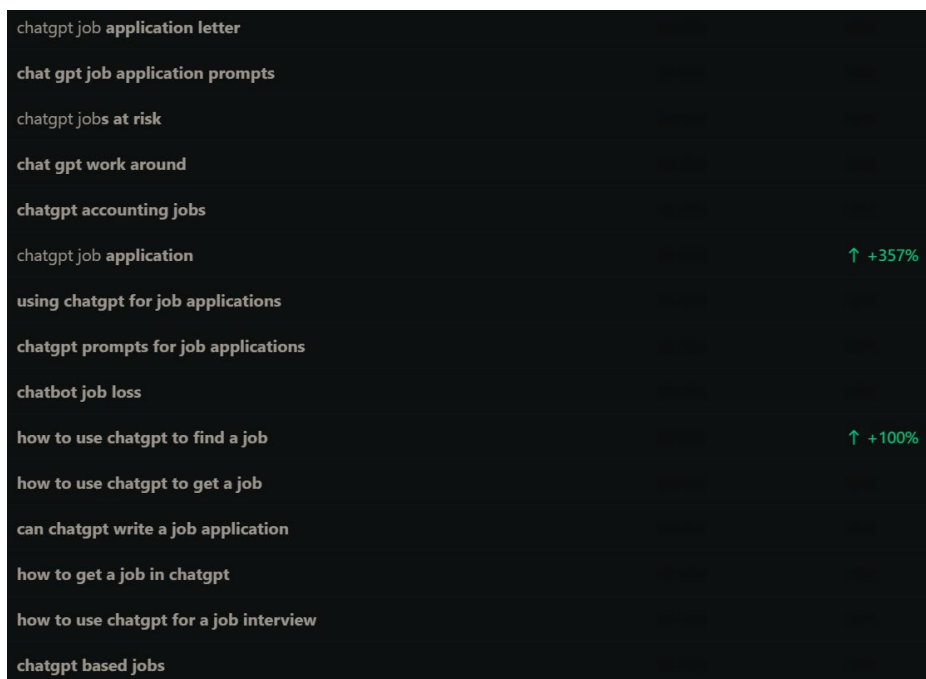 chatgpt job application letter
chat gpt job application prompts
chatgpt jobs at risk
chat gpt work around
chatgpt accounting jobs
chatgpt job application ↑ +357%
using chatgpt for job applications
chatgpt prompts for job applications
chatbot job loss
how to use chatgpt to find a job ↑ +100%
how to use chatgpt to get a job
can chatgpt write a job application
how to get a job in chatgpt
how to use chatgpt for a job interview
chatgpt based jobs